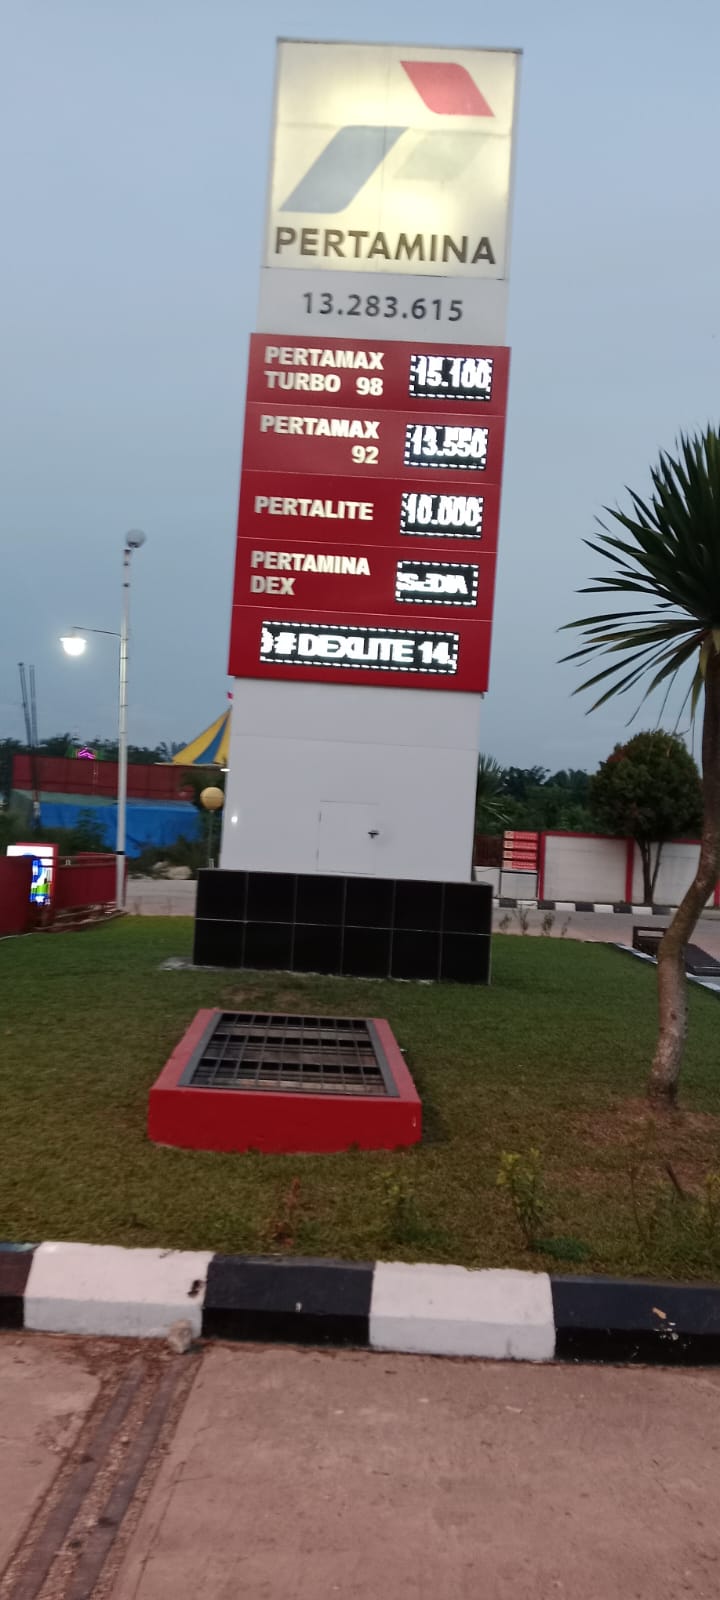 PERTAMINA
13.283.615
PERTAMAX
TURBO 98
15.100
PERTAMAX
92
13.550
PERTALITE
10.000
PERTAMINA
DEX
SEDIA
# DEXLITE 14.